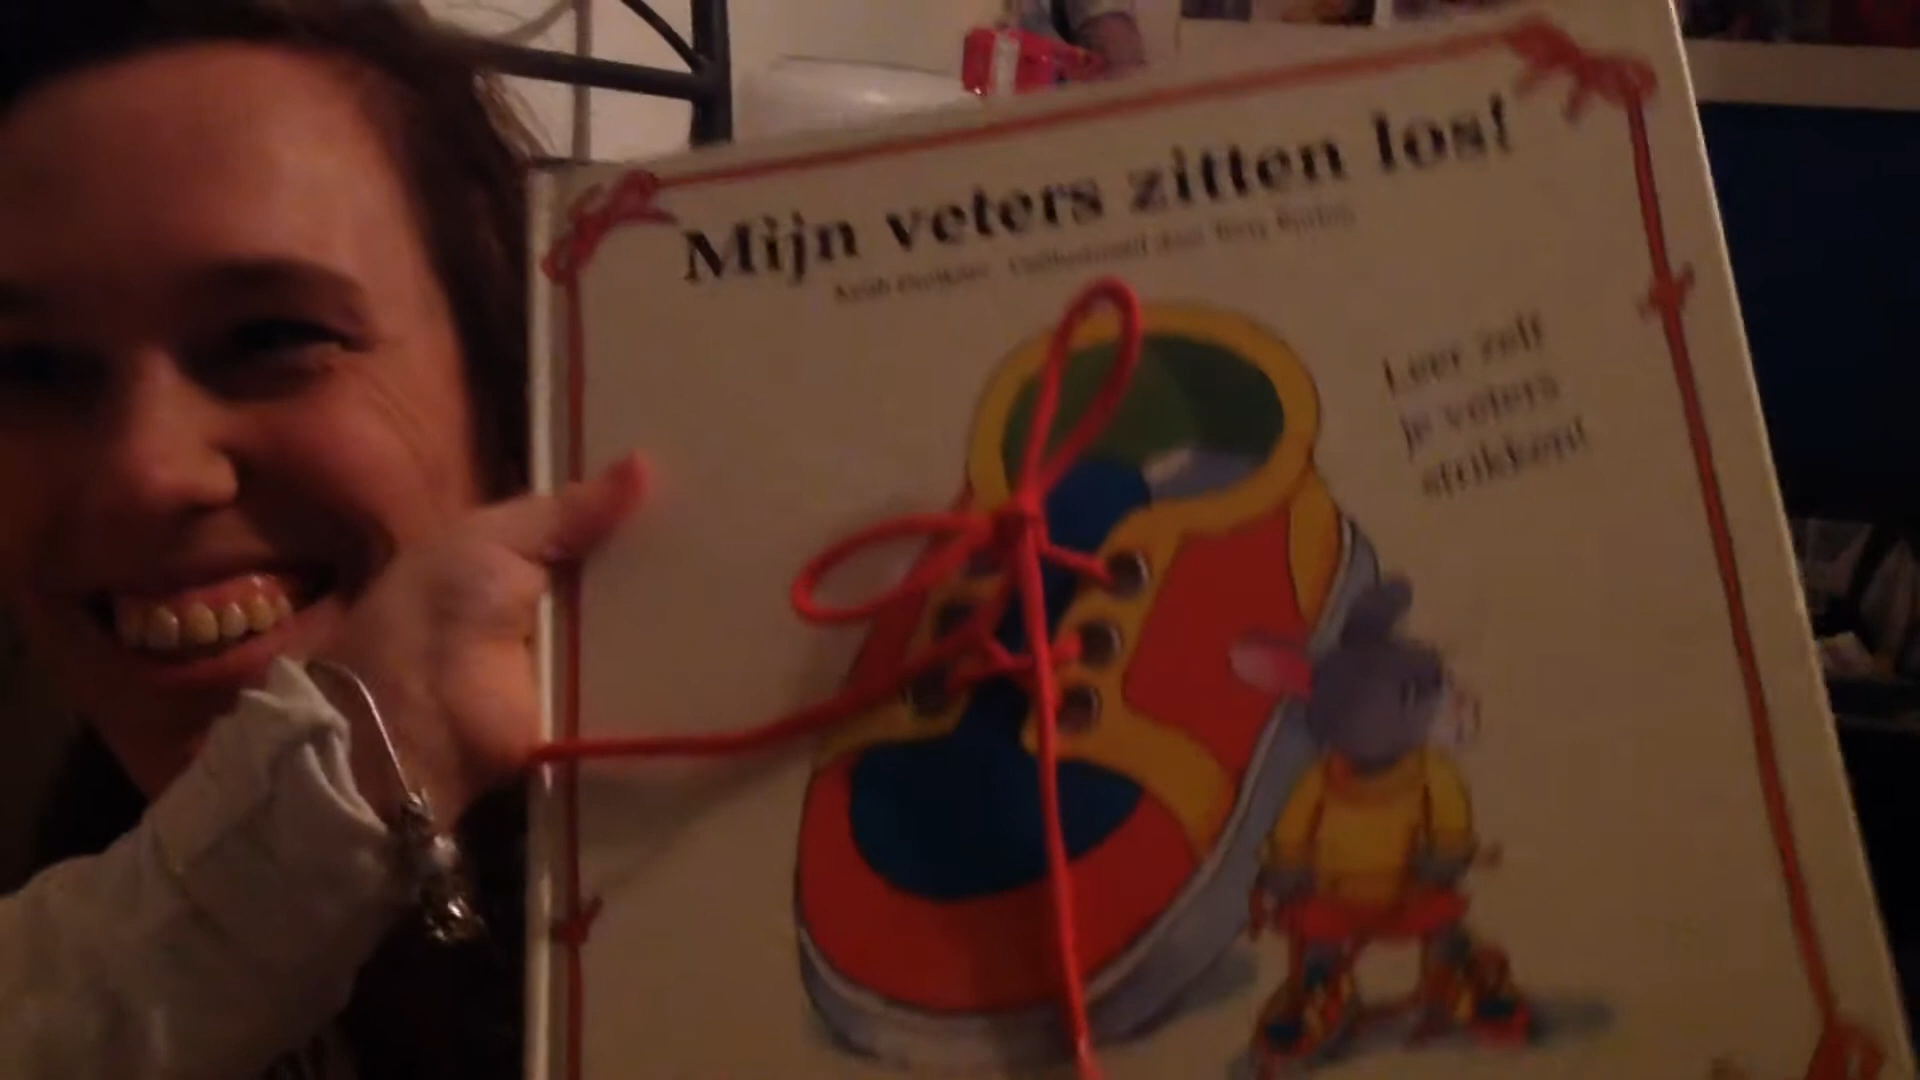 Mijn veters zitten los!
Leer zelf
je veters
strikken!